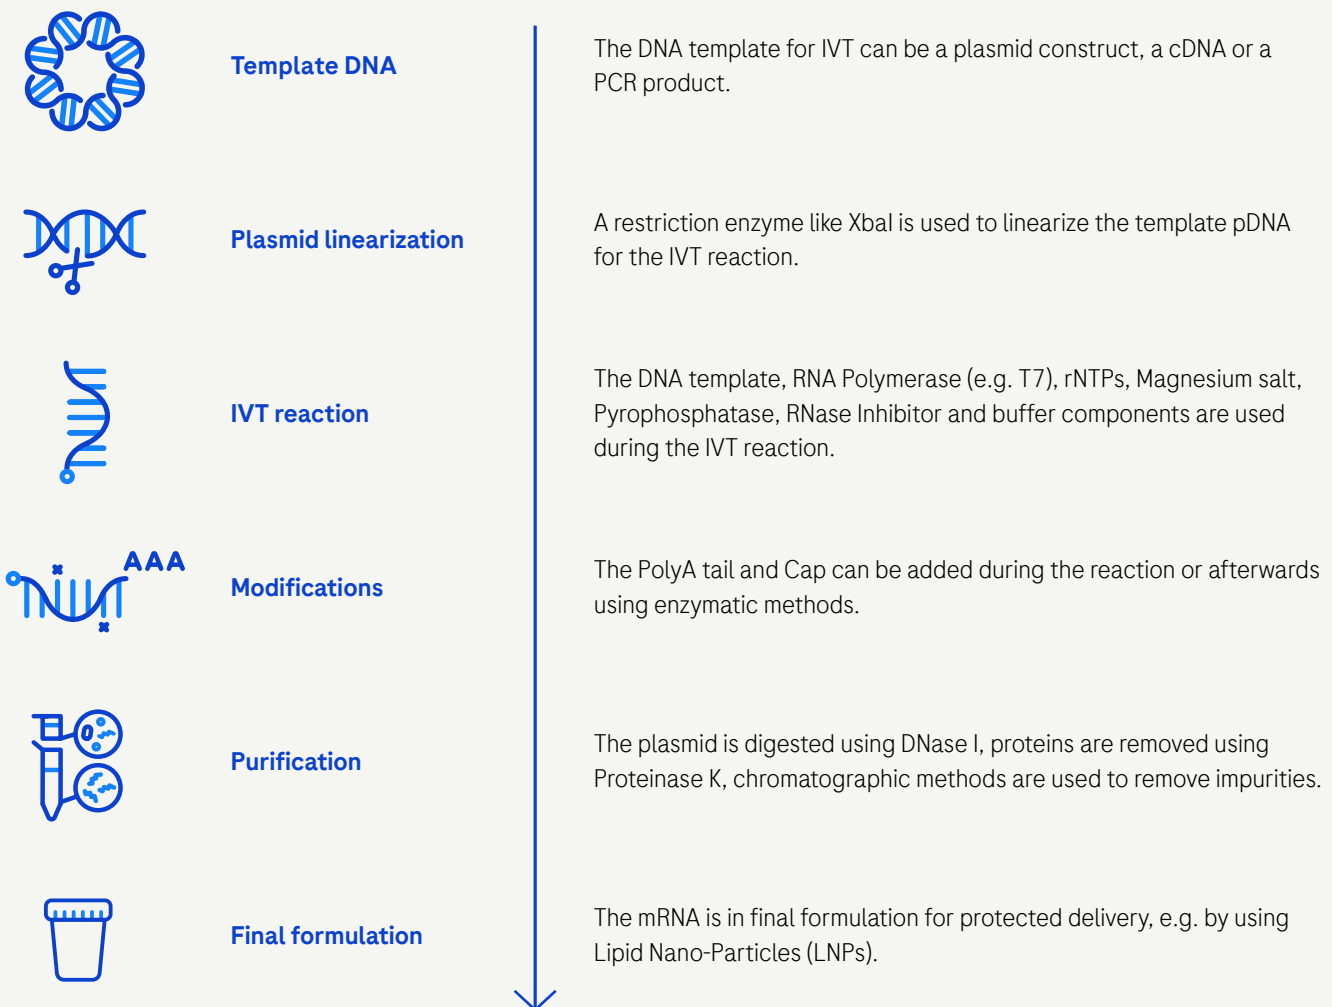 Template DNA
The DNA template for IVT can be a plasmid construct, a cDNA or a
PCR product.
Plasmid linearization
A restriction enzyme like XbaI is used to linearize the template pDNA
for the IVT reaction.
IVT reaction
The DNA template, RNA Polymerase (e.g. T7), rNTPs, Magnesium salt,
Pyrophosphatase, RNase Inhibitor and buffer components are used
during the IVT reaction.
AAA
Modifications
The PolyA tail and Cap can be added during the reaction or afterwards
using enzymatic methods.
Purification
The plasmid is digested using DNase I, proteins are removed using
Proteinase K, chromatographic methods are used to remove impurities.
Final formulation
The mRNA is in final formulation for protected delivery, e.g. by using
Lipid Nano-Particles (LNPs).